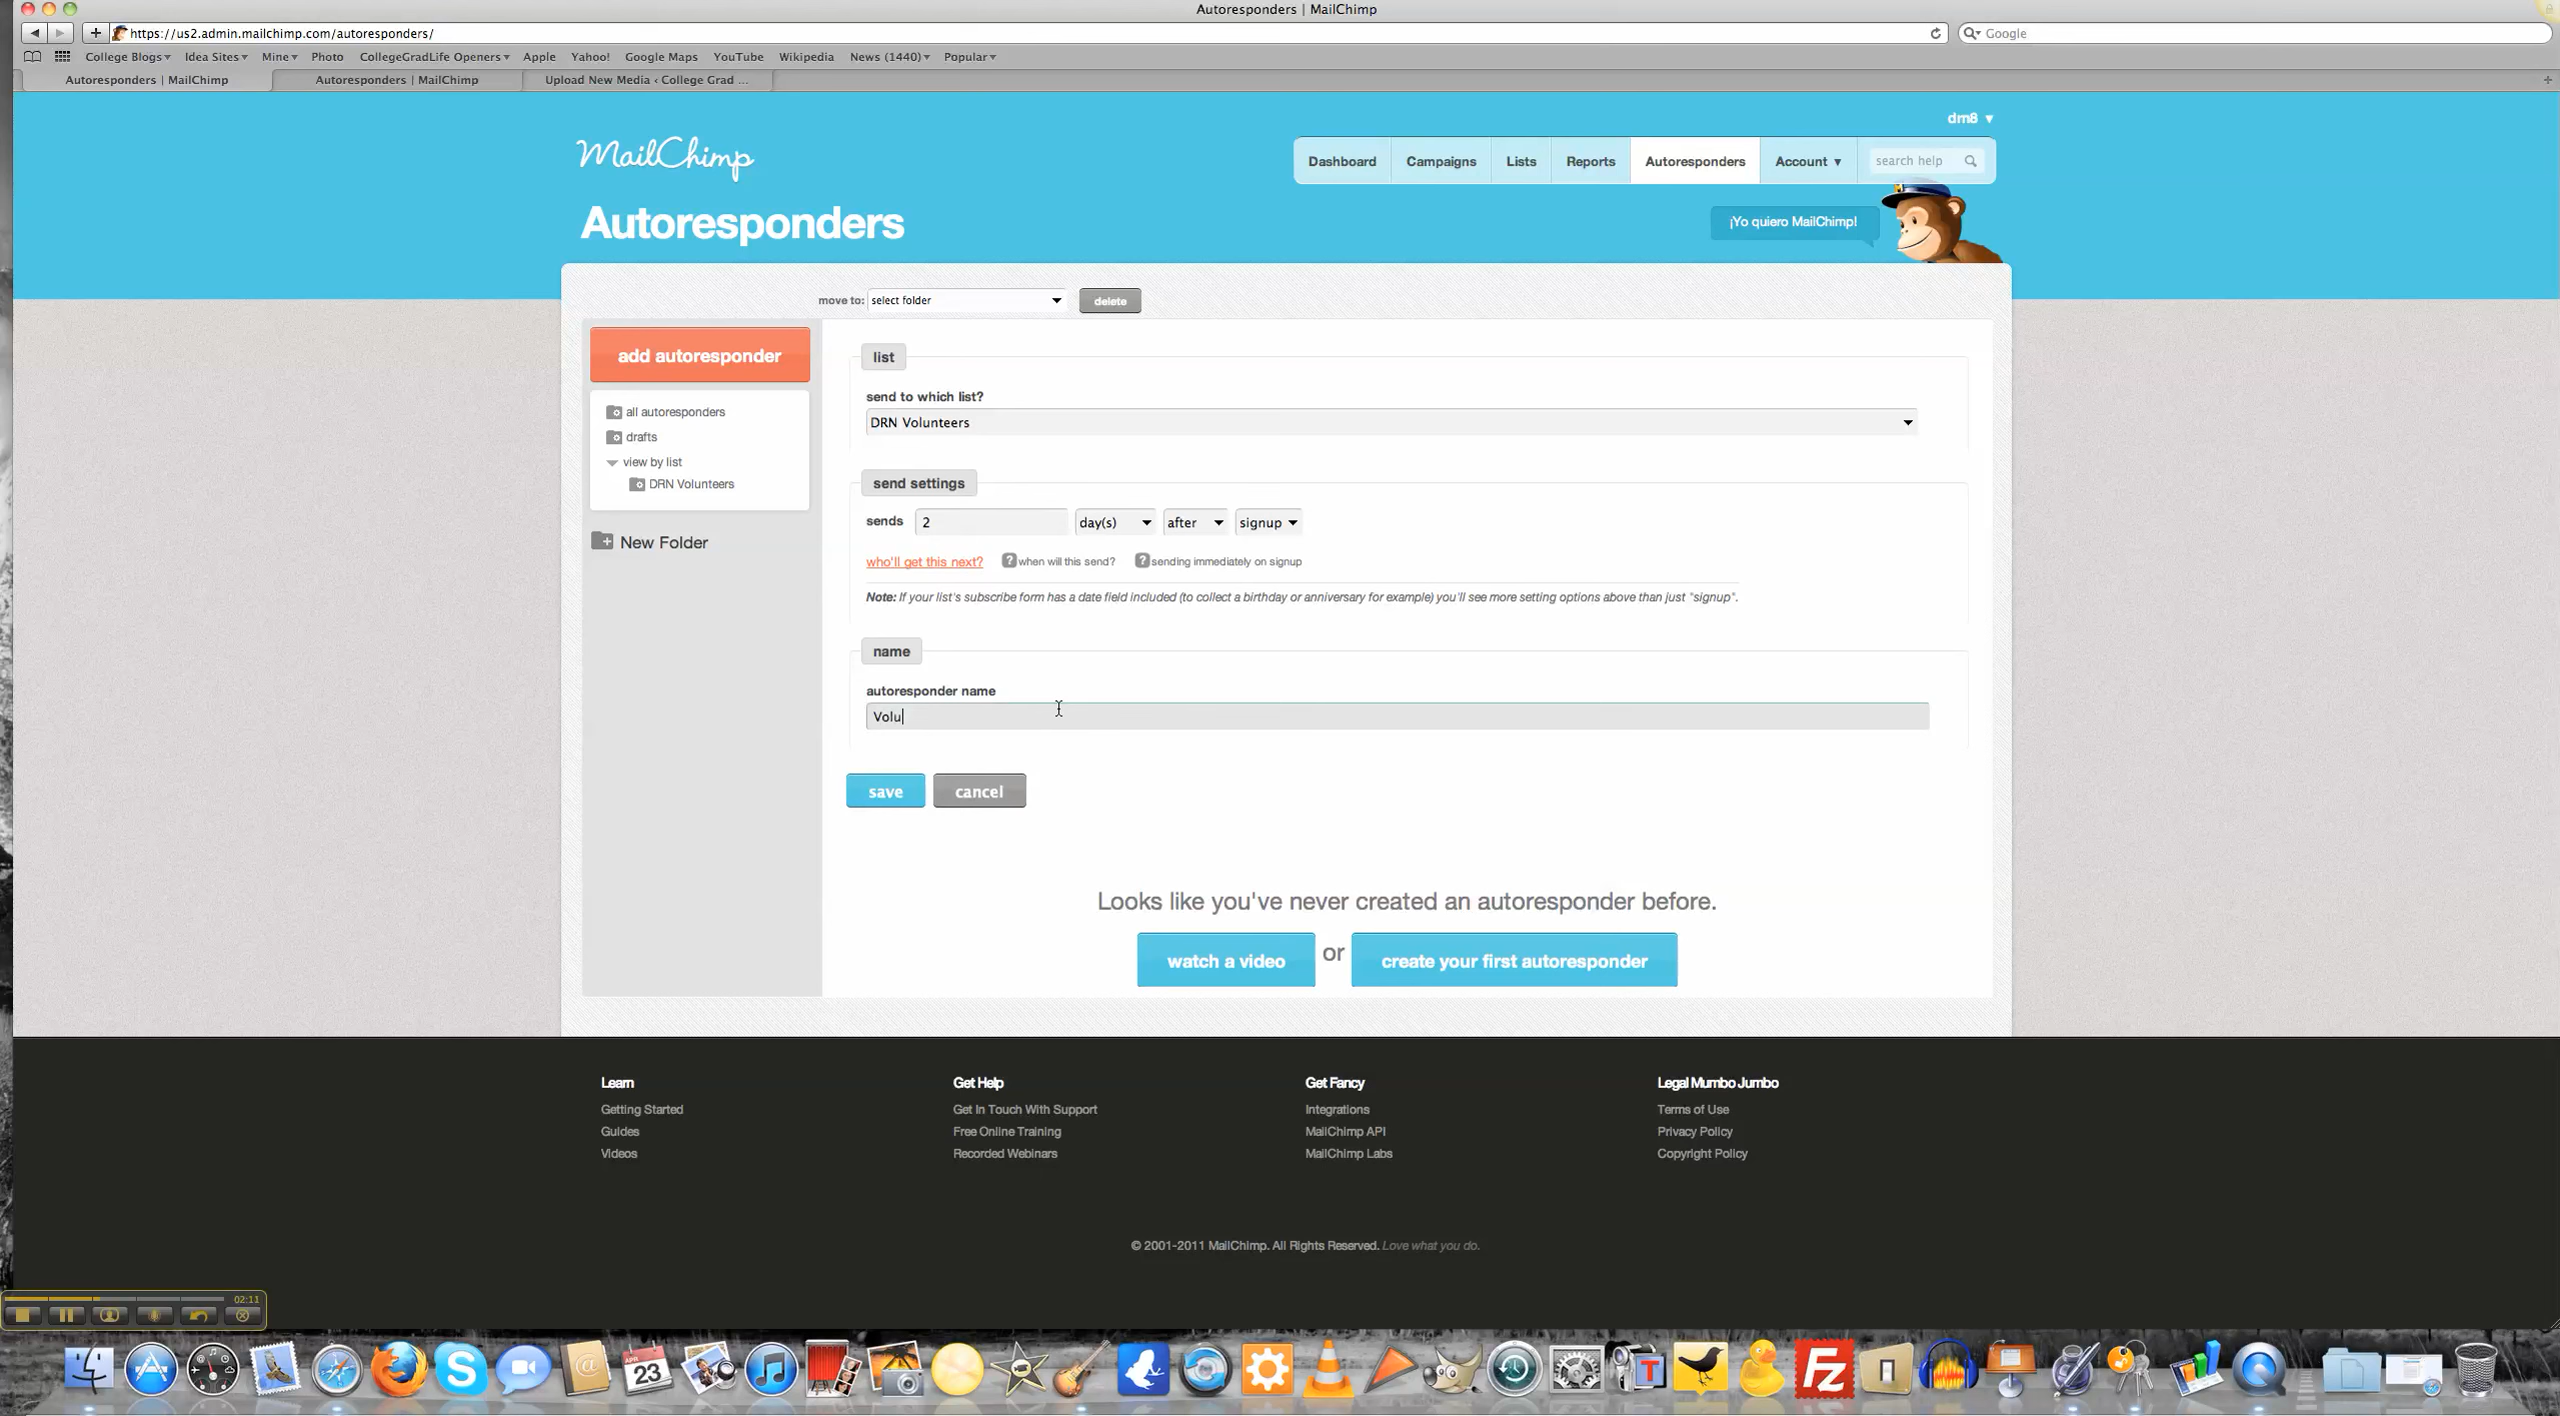 Autoresponders | MailChimp
https://us2.admin.mailchimp.com/autoresponders/
Google
College Blogs Idea Sites Mine Photo CollegeGradLife Openers Apple Yahoo! Google Maps YouTube Wikipedia News (1440) Popular
Autoresponders | MailChimp Autoresponders | MailChimp Upload New Media ‹ College Grad ...
dm8
MailChimp
Dashboard Campaigns Lists Reports Autoresponders Account search help
Autoresponders
¡Yo quiero MailChimp!
move to: select folder delete
add autoresponder
all autoresponders
drafts
view by list
DRN Volunteers
New Folder
list
send to which list?
DRN Volunteers
send settings
sends 2 day(s) after signup
who'll get this next? ? when will this send? ? sending immediately on signup
Note: If your list's subscribe form has a date field included (to collect a birthday or anniversary for example) you'll see more setting options above than just "signup".
name
autoresponder name
Volu
save cancel
Looks like you've never created an autoresponder before.
watch a video or create your first autoresponder
Learn
Getting Started
Guides
Videos
Get Help
Get In Touch With Support
Free Online Training
Recorded Webinars
Get Fancy
Integrations
MailChimp API
MailChimp Labs
Legal Mumbo Jumbo
Terms of Use
Privacy Policy
Copyright Policy
© 2001-2011 MailChimp. All Rights Reserved. Love what you do.
02:11
APR
23
T
FZ